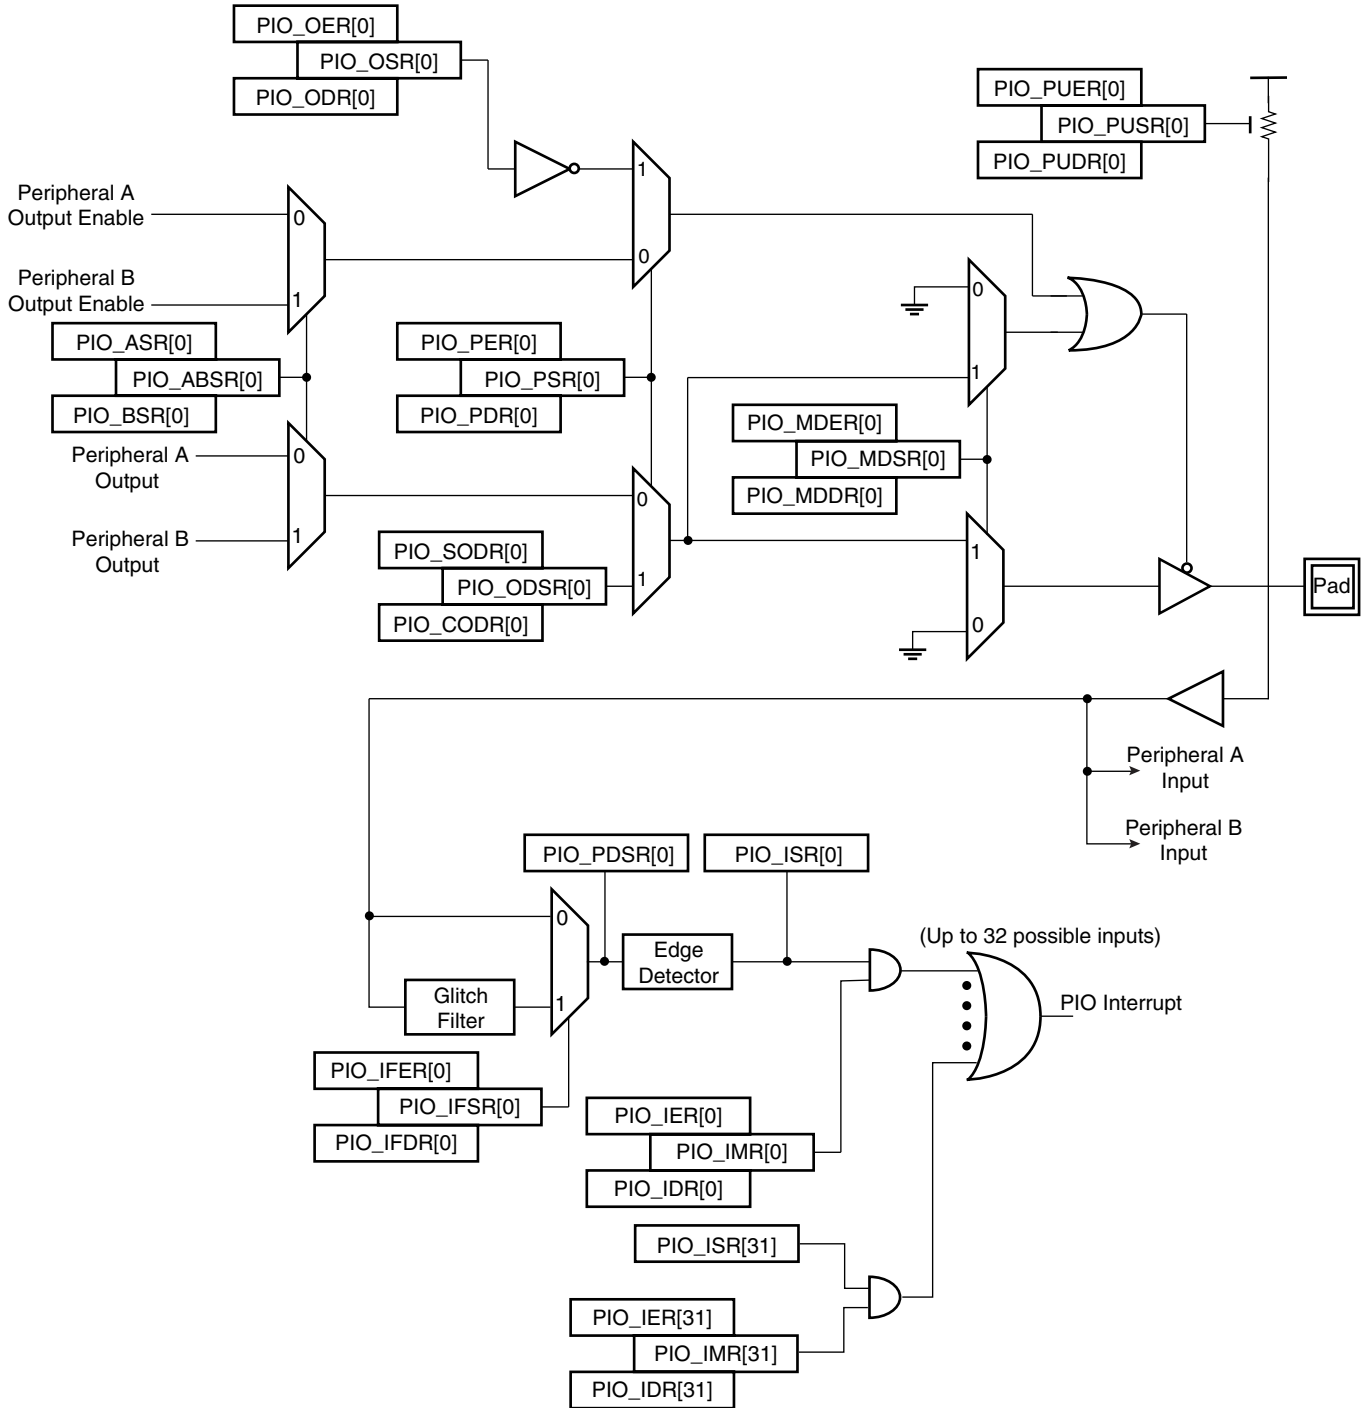 PIO_OER[0]
PIO_OSR[0]
PIO_ODR[0]
PIO_PUER[0]
PIO_PUSR[0]
PIO_PUDR[0]
1
0
Peripheral A
Output Enable
0
Peripheral B
Output Enable
1
0
1
PIO_ASR[0]
PIO_ABSR[0]
PIO_BSR[0]
PIO_PER[0]
PIO_PSR[0]
PIO_PDR[0]
PIO_MDER[0]
PIO_MDSR[0]
PIO_MDDR[0]
Peripheral A
Output
0
Peripheral B
Output
1
0
1
PIO_SODR[0]
PIO_ODSR[0]
PIO_CODR[0]
1
0
Pad
Peripheral A
Input
Peripheral B
Input
PIO_PDSR[0]
PIO_ISR[0]
0
1
Glitch
Filter
Edge
Detector
(Up to 32 possible inputs)
PIO Interrupt
PIO_IFER[0]
PIO_IFSR[0]
PIO_IFDR[0]
PIO_IER[0]
PIO_IMR[0]
PIO_IDR[0]
PIO_ISR[31]
PIO_IER[31]
PIO_IMR[31]
PIO_IDR[31]